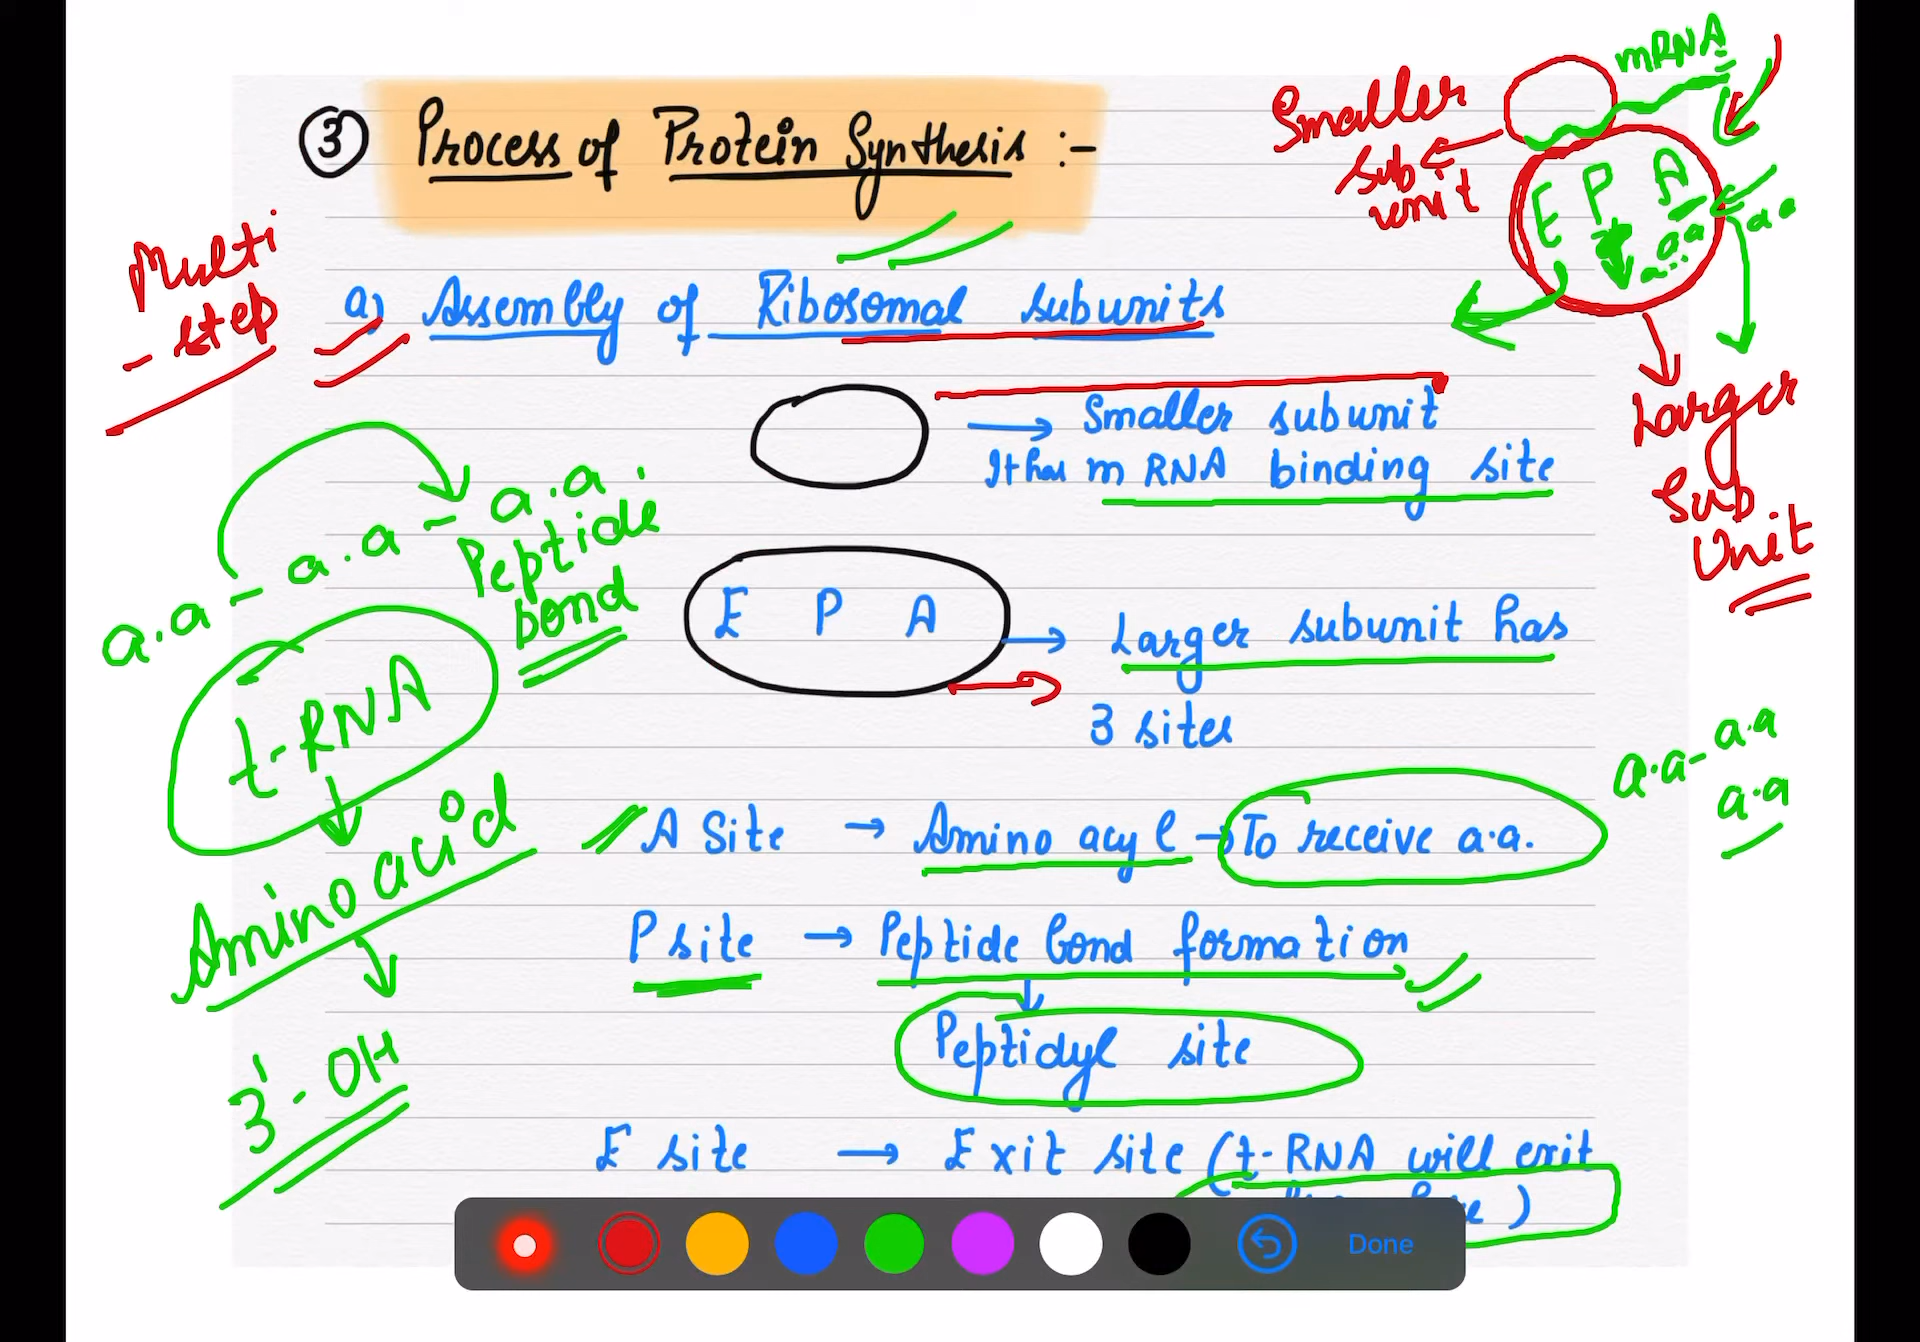 ③ Process of Protein Synthesis :-
Multi
- step
a) Assembly of Ribosomal subunits
→ Smaller subunit
It has m RNA binding site
E P A
→ Larger subunit has
3 sites
A Site → Amino acyl → To receive a.a.
P site → Peptide bond formation
↓
Peptidyl site
E site → Exit site (t-RNA will exit
)
mRNA
Smaller
sub
unit
E P A
a.a
aa
Larger
Sub
Unit
a.a - a.a - a.a.
Peptide
bond
t-RNA
Amino acid
3'-OH
a.a - a.a
a.a
Done